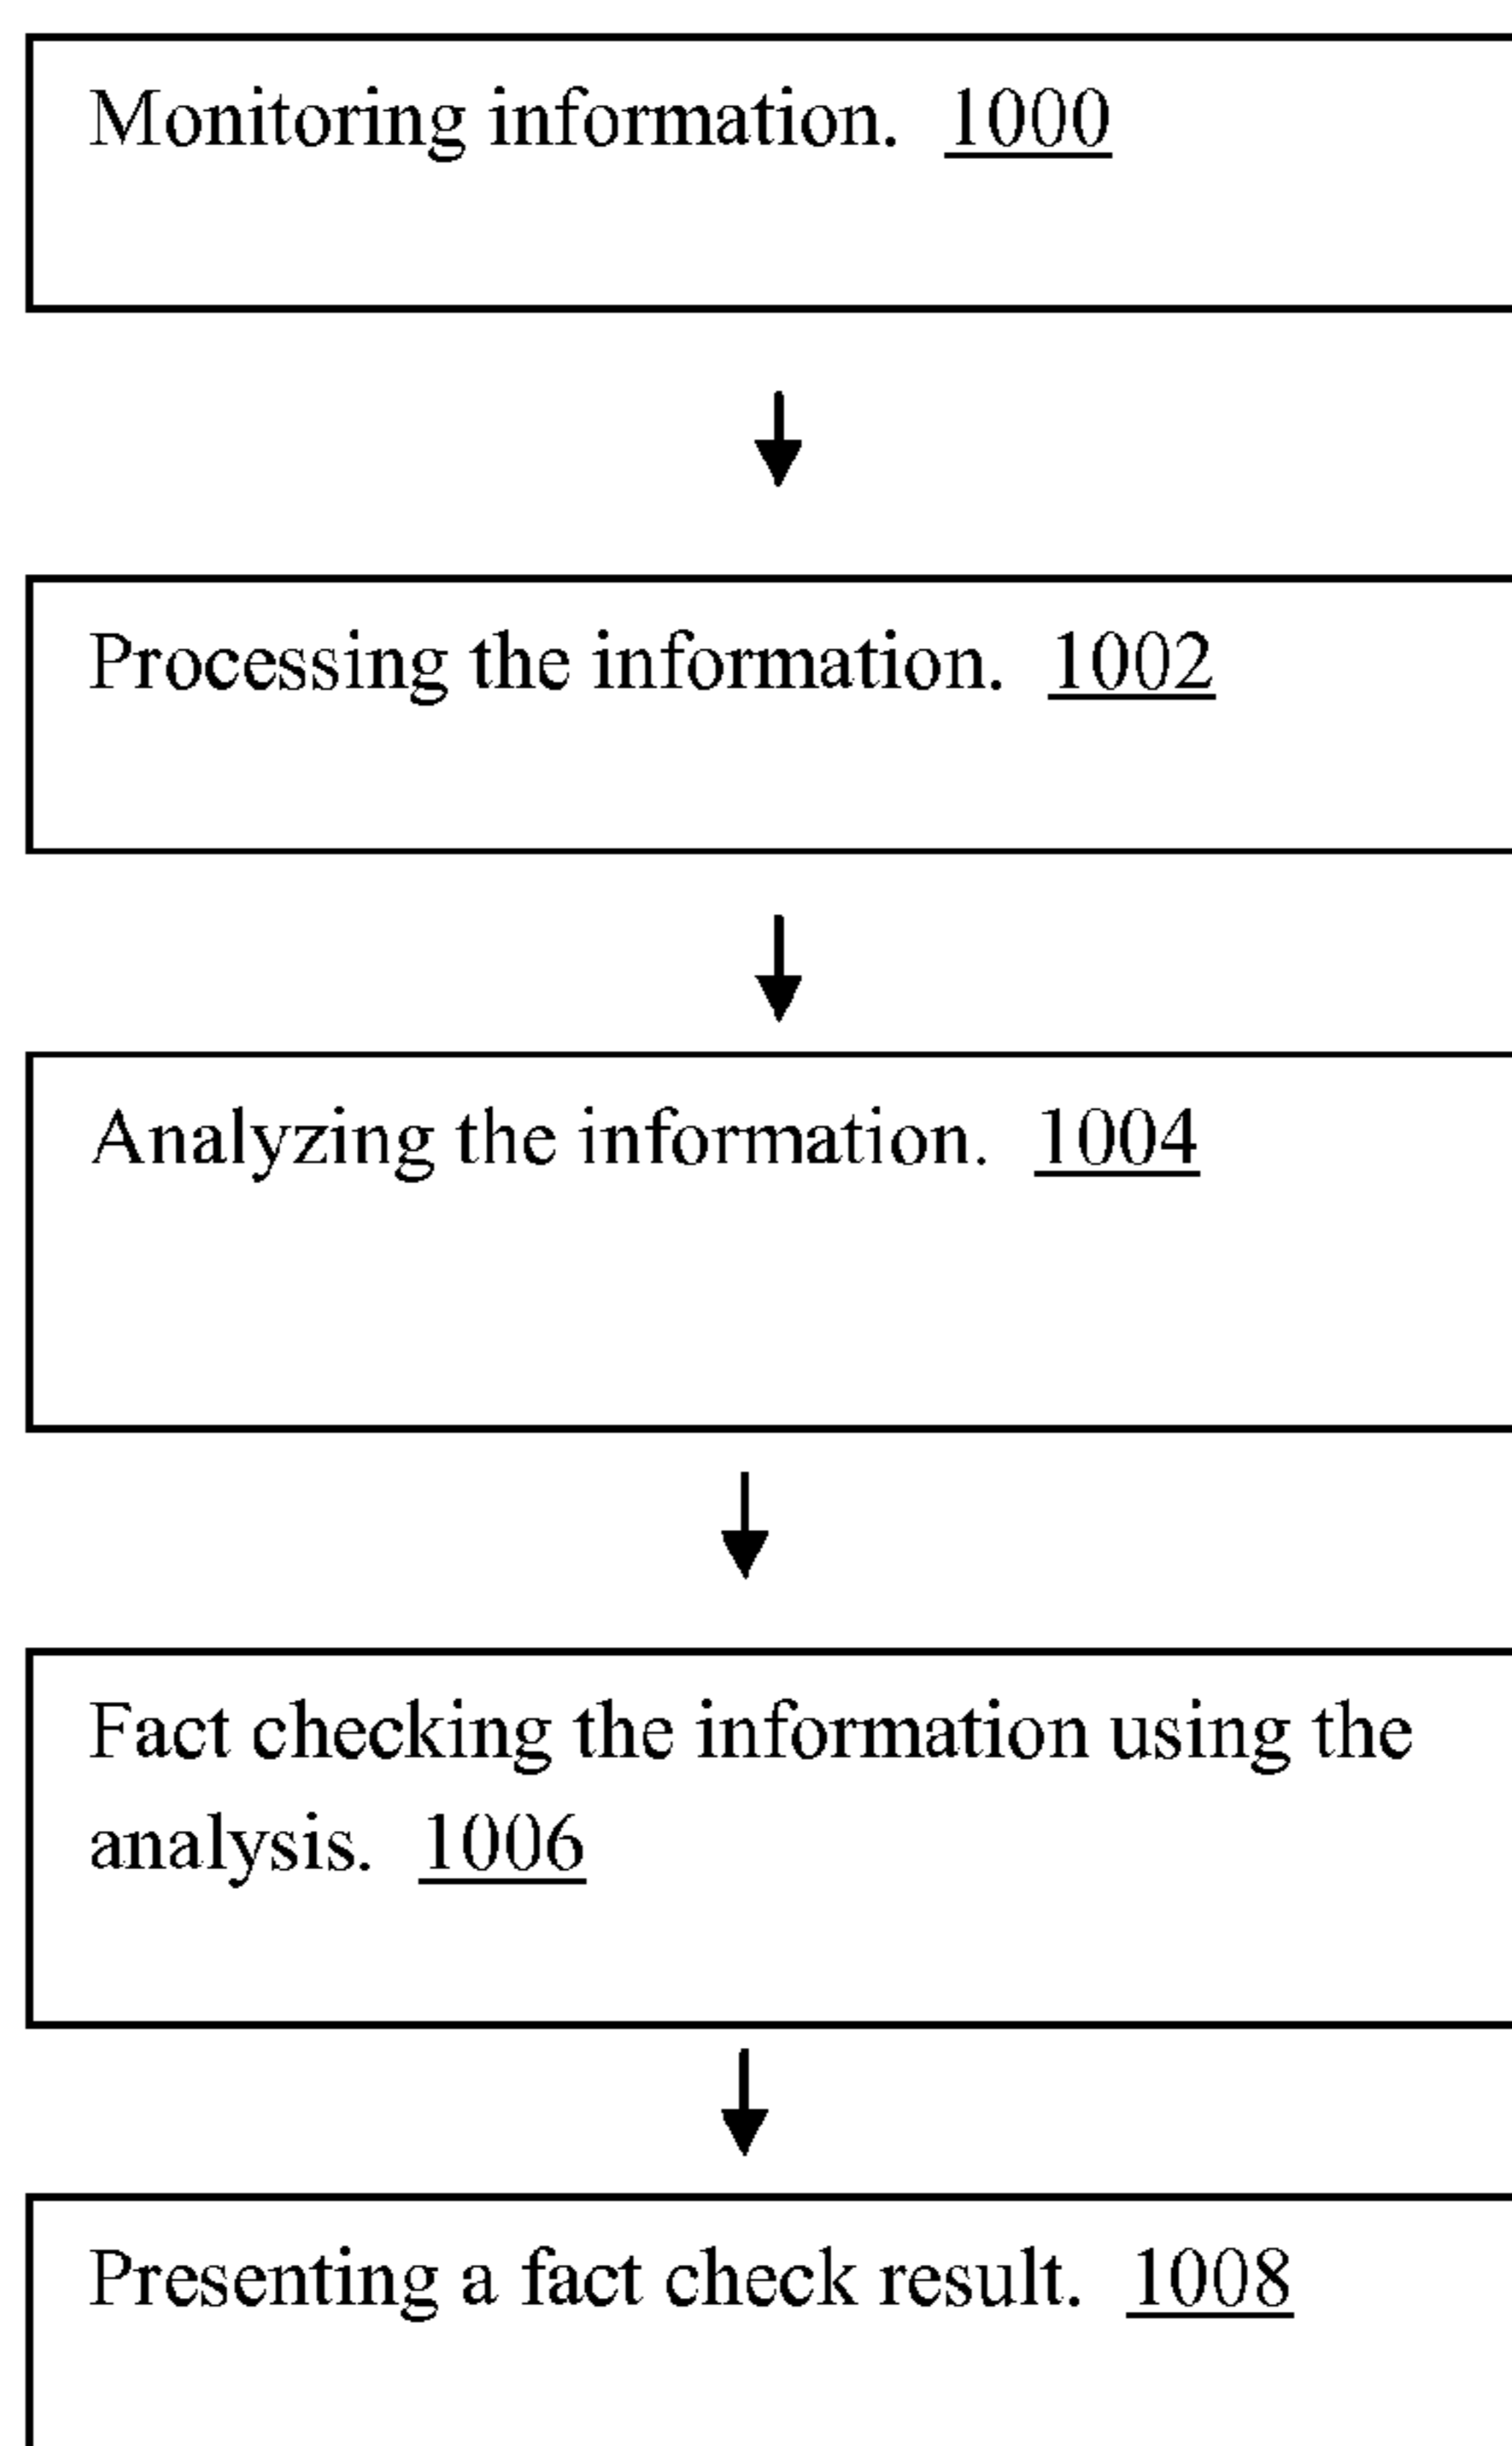 Monitoring information. 1000
Processing the information. 1002
Analyzing the information. 1004
Fact checking the information using the
analysis. 1006
Presenting a fact check result. 1008